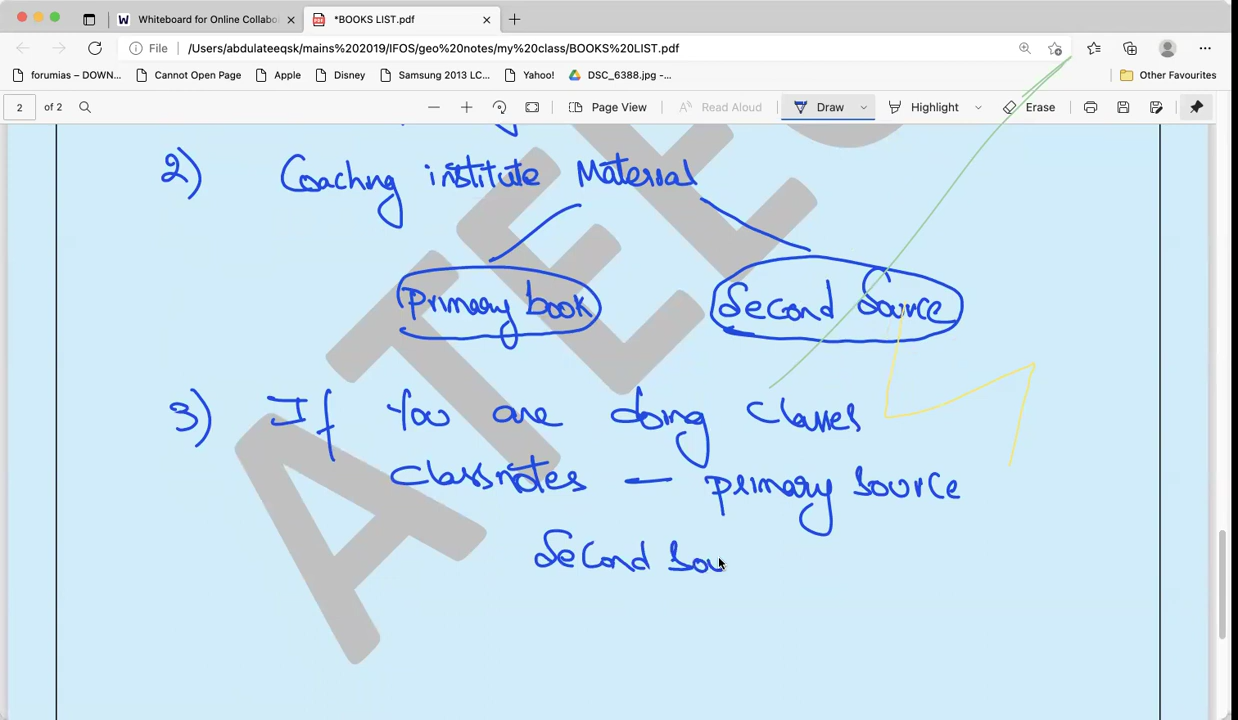 Whiteboard for Online Collabo
*BOOKS LIST.pdf
File
/Users/abdulateeqsk/mains%202019/IFOS/geo%20notes/my%20class/BOOKS%20LIST.pdf
forumias – DOWN...
Cannot Open Page
Apple
Disney
Samsung 2013 LC...
Yahoo!
DSC_6388.jpg -...
Other Favourites
2 of 2
Page View
Read Aloud
Draw
Highlight
Erase
2) Coaching institute Material
Primary book
Second Source
3) If You are doing classes
Classnotes — primary source
Second Sou